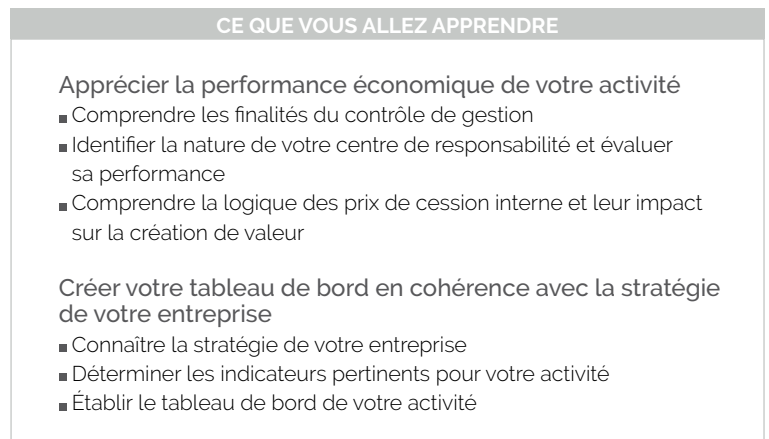 CE QUE VOUS ALLEZ APPRENDRE
Apprécier la performance économique de votre activité
■ Comprendre les finalités du contrôle de gestion
■ Identifier la nature de votre centre de responsabilité et évaluer
sa performance
■ Comprendre la logique des prix de cession interne et leur impact
sur la création de valeur
Créer votre tableau de bord en cohérence avec la stratégie
de votre entreprise
■ Connaître la stratégie de votre entreprise
■ Déterminer les indicateurs pertinents pour votre activité
■ Établir le tableau de bord de votre activité